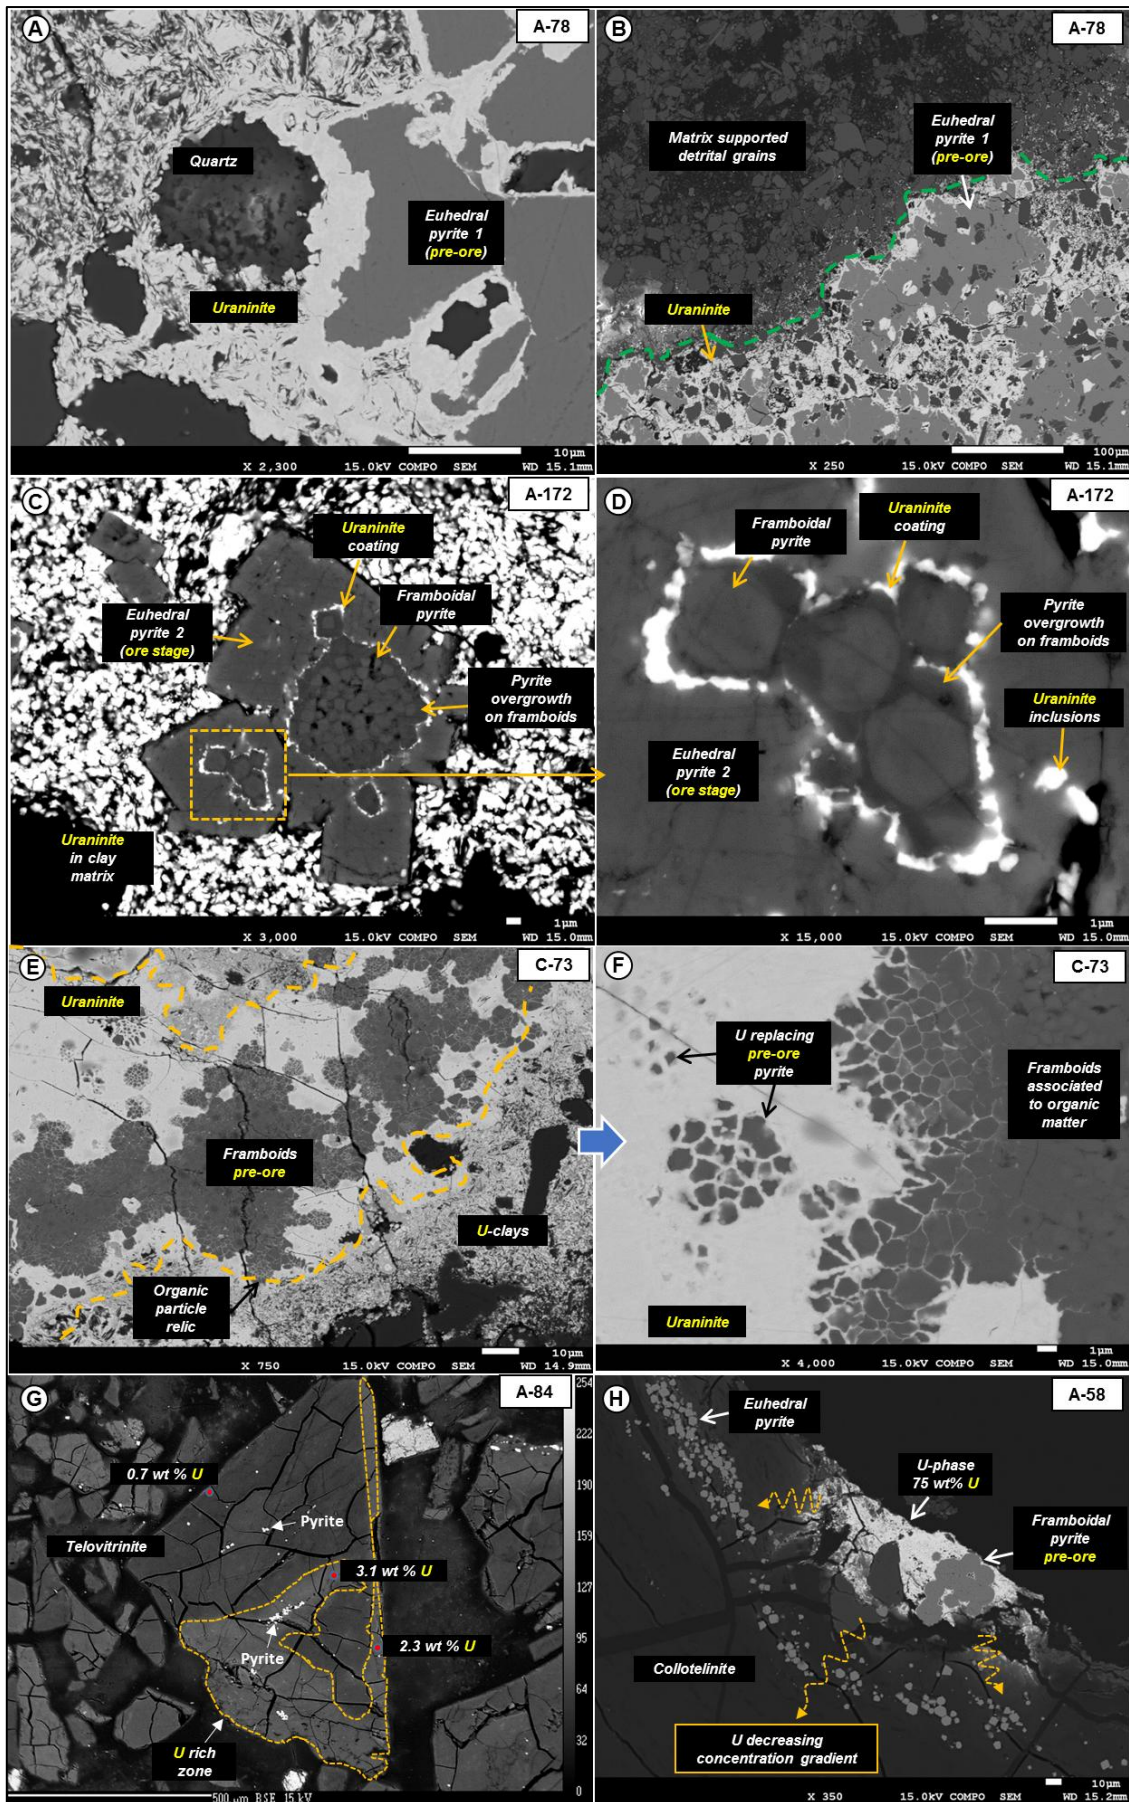 A
A-78
Quartz
Euhedral
pyrite 1
(pre-ore)
Uraninite
10µm
X 2,300 15.0kV COMPO SEM WD 15.1mm
B
A-78
Matrix supported
detrital grains
Euhedral
pyrite 1
(pre-ore)
Uraninite
100µm
X 250 15.0kV COMPO SEM WD 15.1mm
C
A-172
Uraninite
coating
Framboidal
pyrite
Euhedral
pyrite 2
(ore stage)
Pyrite
overgrowth
on framboids
Uraninite
in clay
matrix
1µm
X 3,000 15.0kV COMPO SEM WD 15.0mm
D
A-172
Framboidal
pyrite
Uraninite
coating
Pyrite
overgrowth
on framboids
Uraninite
inclusions
Euhedral
pyrite 2
(ore stage)
1µm
X 15,000 15.0kV COMPO SEM WD 15.0mm
E
C-73
Uraninite
Framboids
pre-ore
U-clays
Organic
particle
relic
10µm
X 750 15.0kV COMPO SEM WD 14.9mm
F
C-73
U replacing
pre-ore
pyrite
Framboids
associated
to organic
matter
Uraninite
1µm
X 4,000 15.0kV COMPO SEM WD 15.0mm
G
A-84
254
222
190
159
127
95
64
32
0
0.7 wt % U
Pyrite
Telovitrinite
3.1 wt % U
2.3 wt % U
Pyrite
U rich
zone
500 µm BSE 15.kV
H
A-58
Euhedral
pyrite
U-phase
75 wt% U
Framboidal
pyrite
pre-ore
Collotelinite
U decreasing
concentration gradient
10µm
X 350 15.0kV COMPO SEM WD 15.2mm